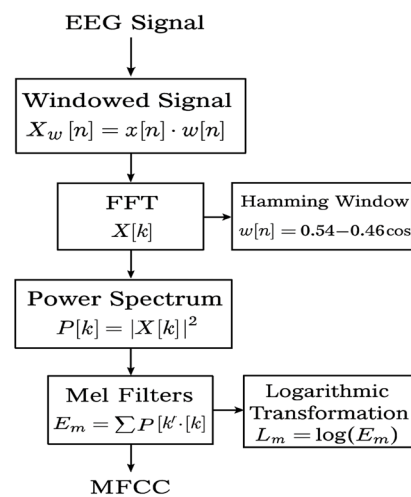 EEG Signal
Windowed Signal
X_w [n] = x[n] · w[n]
FFT
X[k]
Hamming Window
w[n] = 0.54−0.46cos
Power Spectrum
P[k] = |X[k]|²
Mel Filters
E_m = ∑ P[k′·[k]
Logarithmic
Transformation
L_m = log(E_m)
MFCC